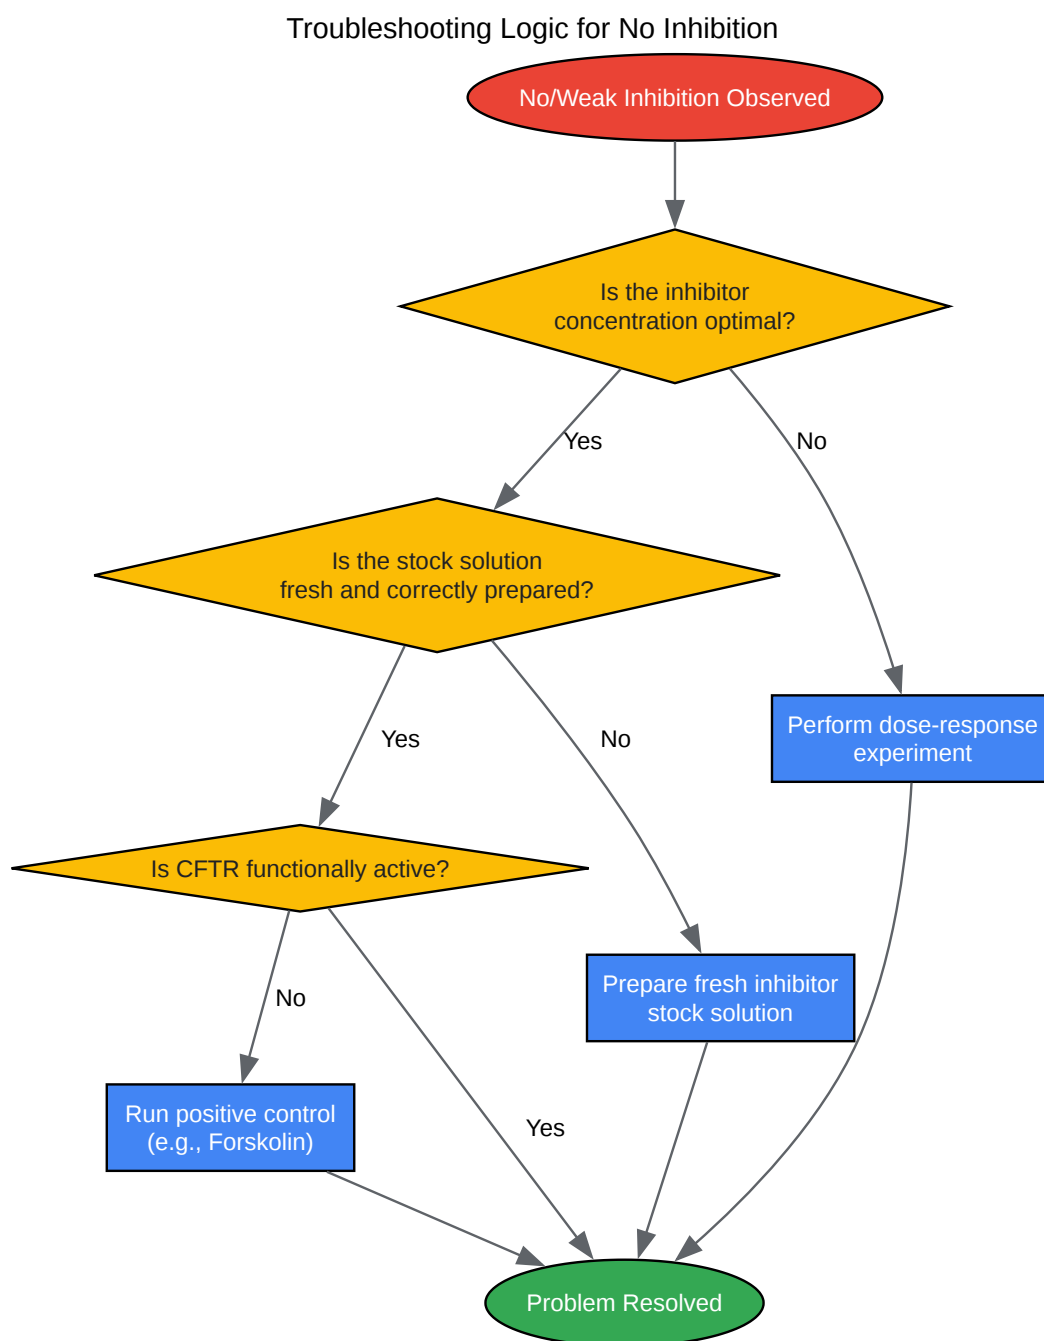 Troubleshooting Logic for No Inhibition
No/Weak Inhibition Observed
Is the inhibitor
concentration optimal?
Yes
No
Is the stock solution
fresh and correctly prepared?
Yes
No
Perform dose-response
experiment
Is CFTR functionally active?
No
Yes
Prepare fresh inhibitor
stock solution
Run positive control
(e.g., Forskolin)
Problem Resolved